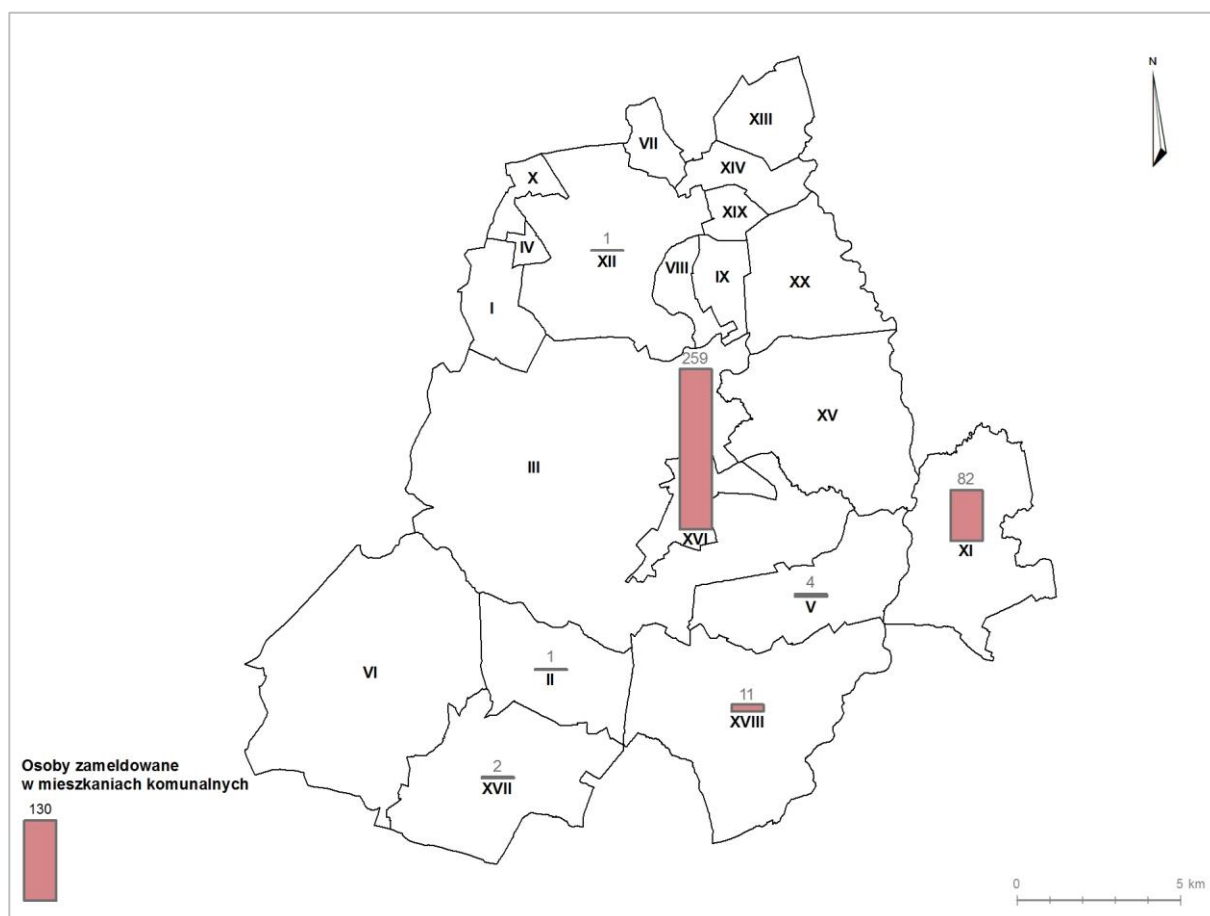 N
XIII
VII
XIV
X
XIX
IV
1
XII
VIII
IX
XX
I
259
XV
III
82
XVI
XI
4
V
1
II
VI
11
XVIII
2
XVII
Osoby zameldowane
w mieszkaniach komunalnych
130
0 5 km